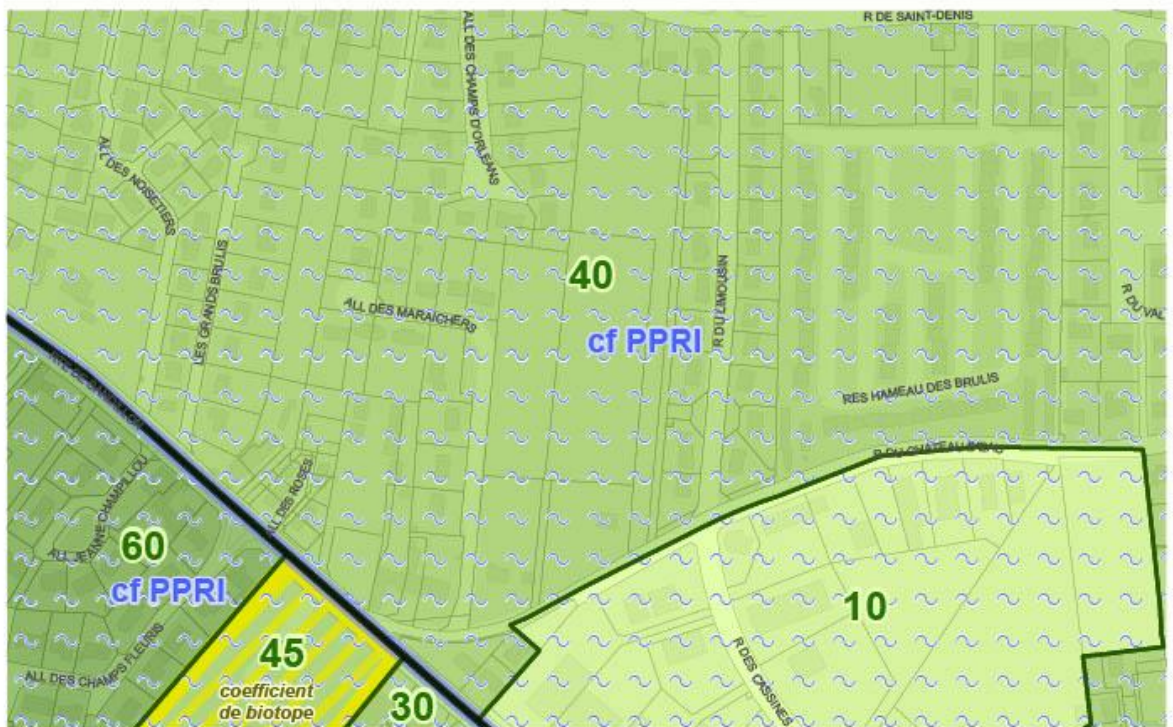 R DE SAINT-DENIS
ALL DES CHAMPS D'ORLEANS
ALL DES NOISETIERS
LES GRANDS BRULIS
40
R DU LIMOUSIN
R DU VAL
ALL DES MARAICHERS
cf PPRI
RES HAMEAU DES BRULIS
ALL DES ROSES
ALL JEANNE CHAMPILLOU
60
cf PPRI
10
ALL DES CHAMPS FLEURIS
45
coefficient
de biotope
30
R DES CASSINES